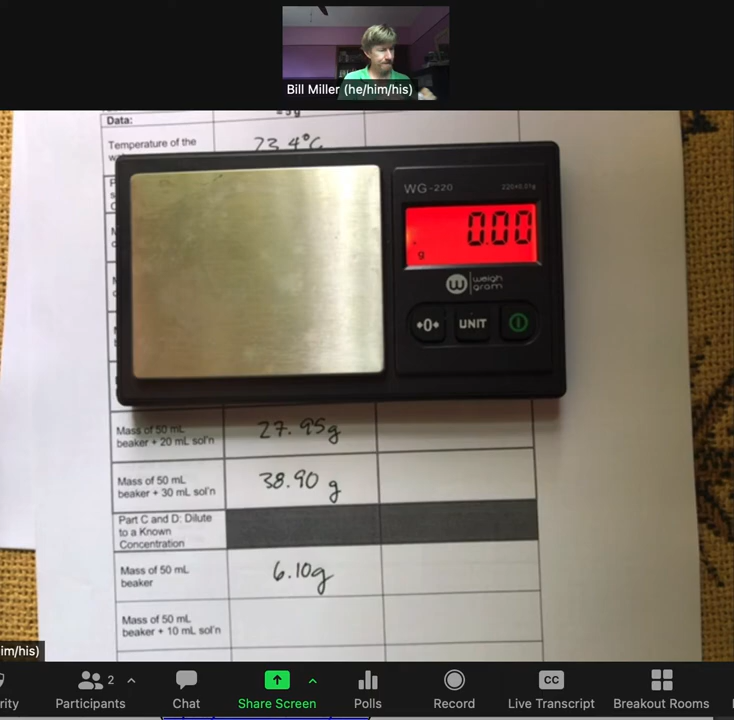 Bill Miller (he/him/his)
Data:
Temperature of the
23.4°C
WG-220
220x0.01g
0.00
g
W weigh
gram
+0+ UNIT
Mass of 50 mL
beaker + 20 mL sol'n
27.95g
Mass of 50 mL
beaker + 30 mL sol'n
38.90 g
Part C and D: Dilute
to a Known
Concentration
Mass of 50 mL
beaker
6.10g
Mass of 50 mL
beaker + 10 mL sol'n
im/his)
rity
Participants
2
Chat
Share Screen
Polls
Record
CC
Live Transcript
Breakout Rooms